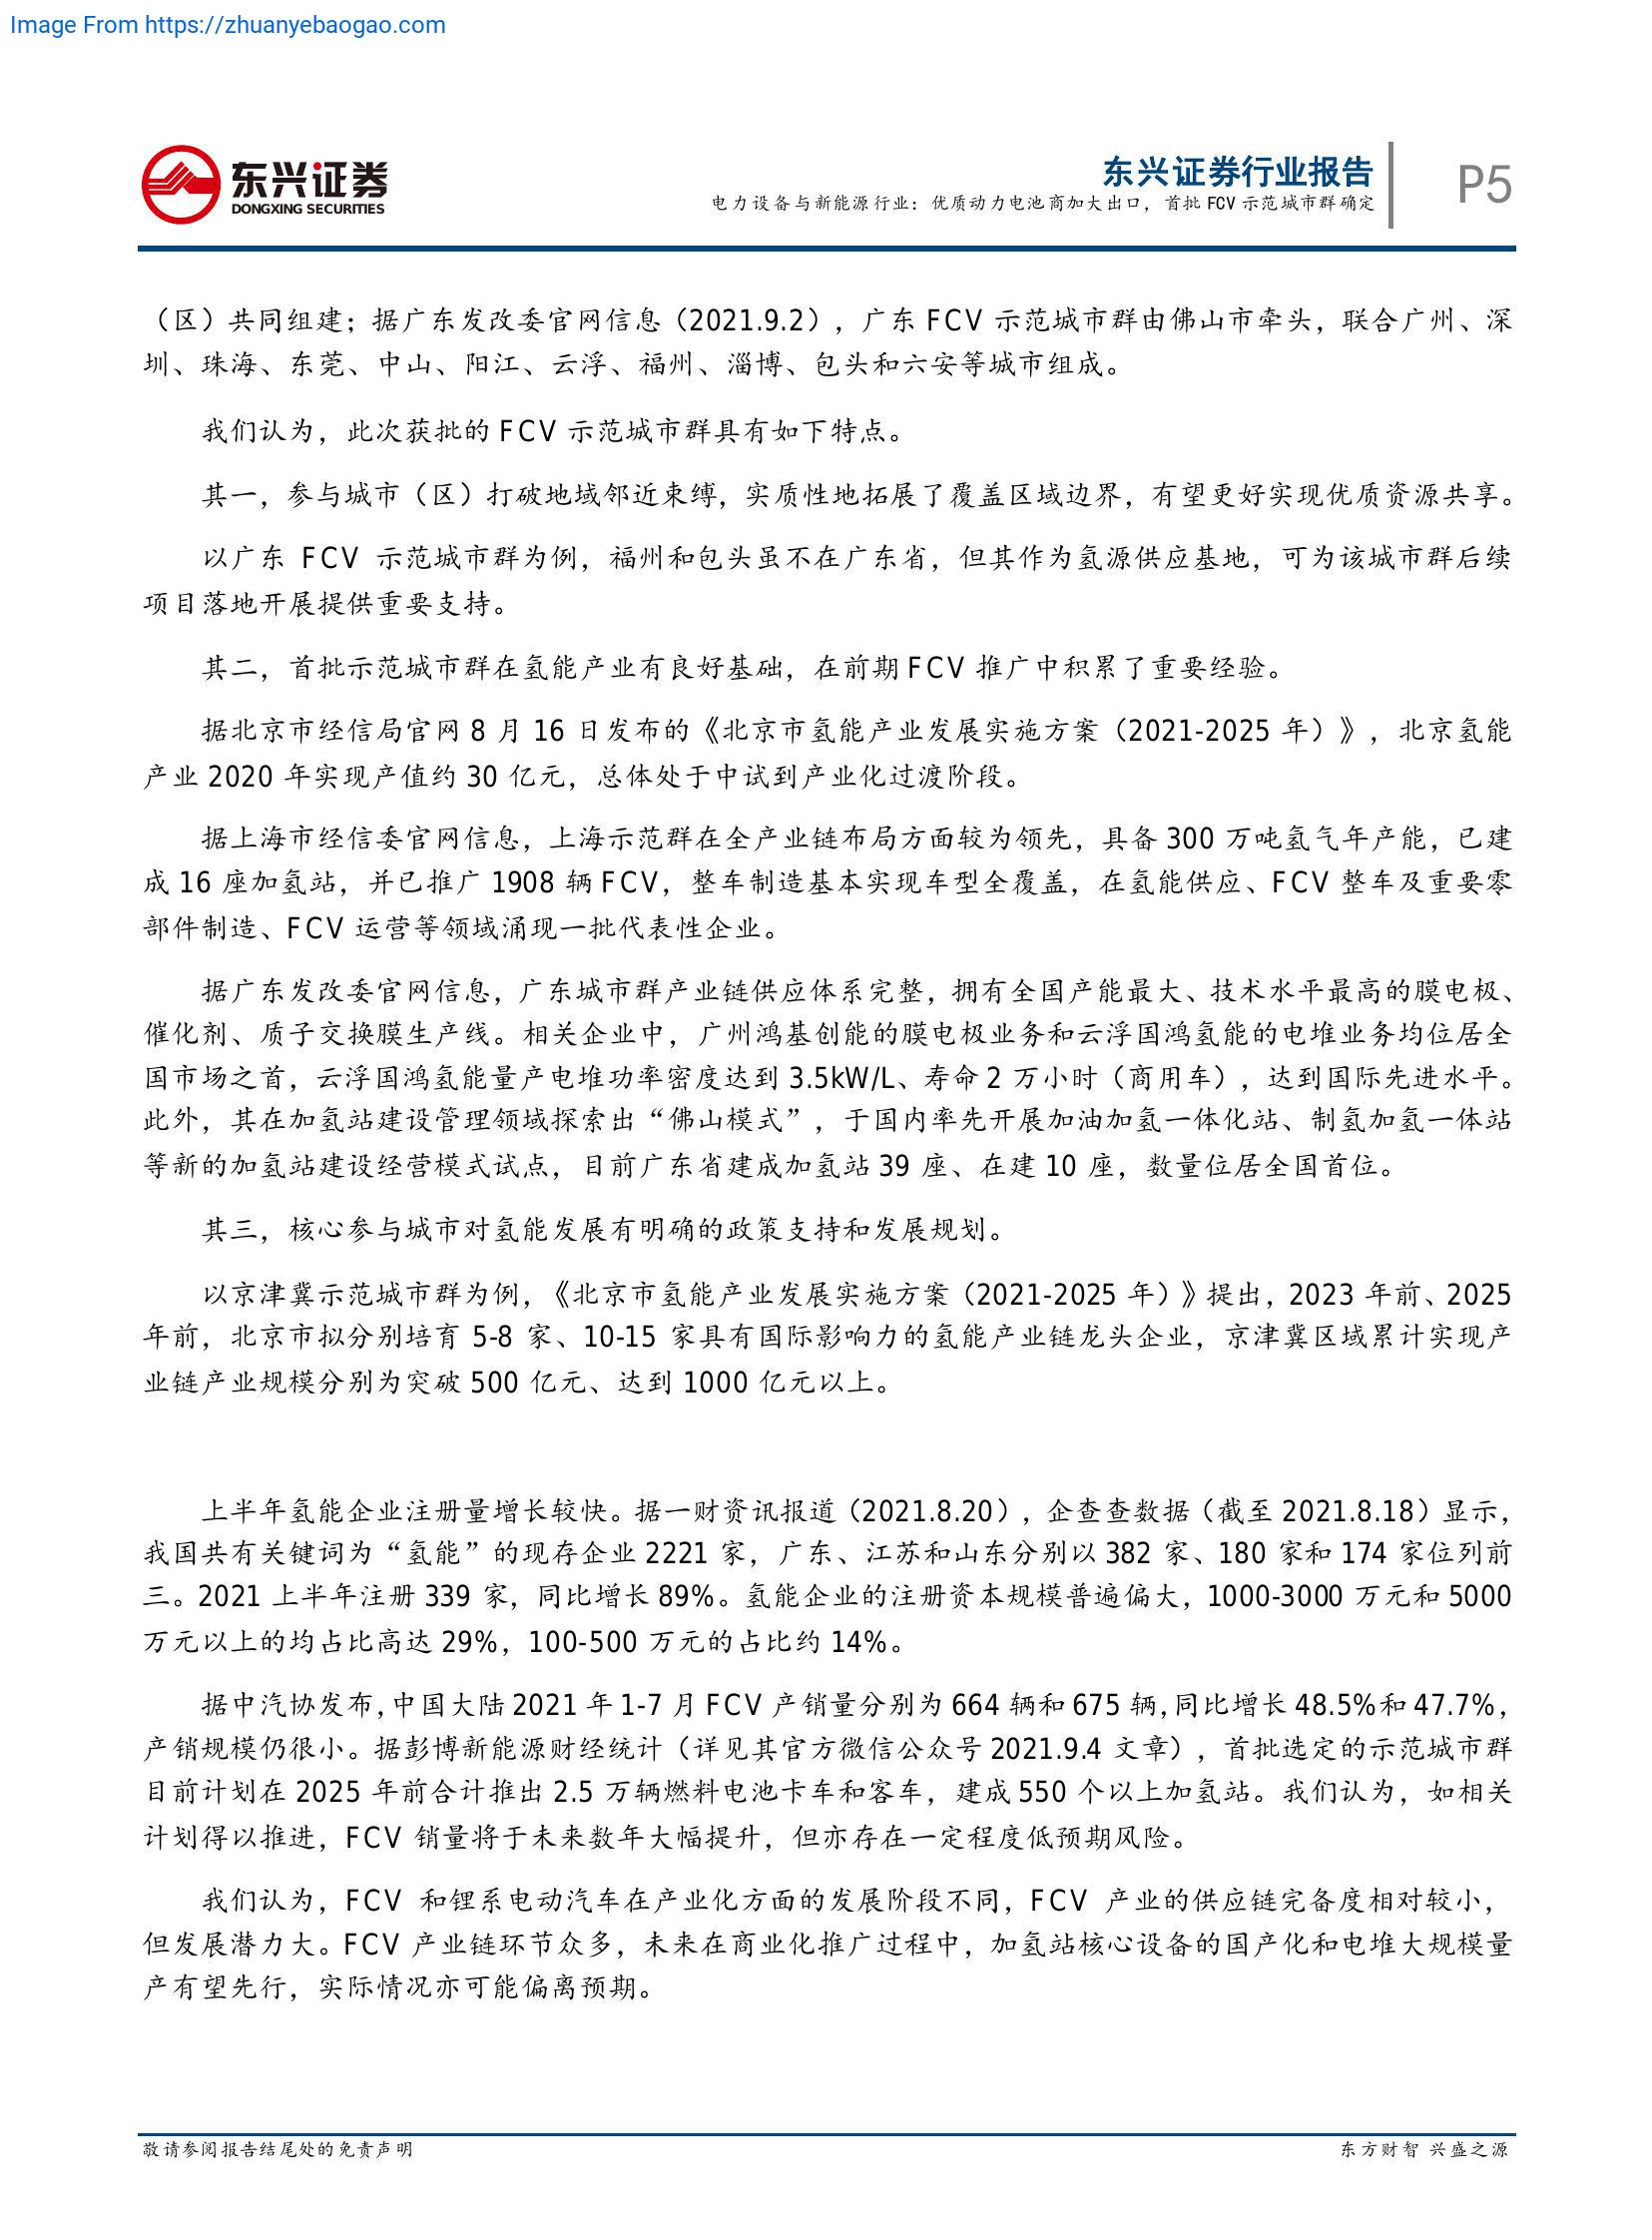 Image From https://zhuanyebaogao.com
东兴证券
DONGXING SECURITIES
东兴证券行业报告
电力设备与新能源行业：优质动力电池商加大出口，首批 FCV 示范城市群确定
P5
（区）共同组建；据广东发改委官网信息（2021.9.2），广东 FCV 示范城市群由佛山市牵头，联合广州、深
圳、珠海、东莞、中山、阳江、云浮、福州、淄博、包头和六安等城市组成。
我们认为，此次获批的 FCV 示范城市群具有如下特点。
其一，参与城市（区）打破地域邻近束缚，实质性地拓展了覆盖区域边界，有望更好实现优质资源共享。
以广东 FCV 示范城市群为例，福州和包头虽不在广东省，但其作为氢源供应基地，可为该城市群后续
项目落地开展提供重要支持。
其二，首批示范城市群在氢能产业有良好基础，在前期 FCV 推广中积累了重要经验。
据北京市经信局官网 8 月 16 日发布的《北京市氢能产业发展实施方案（2021-2025 年）》，北京氢能
产业 2020 年实现产值约 30 亿元，总体处于中试到产业化过渡阶段。
据上海市经信委官网信息，上海示范群在全产业链布局方面较为领先，具备 300 万吨氢气年产能，已建
成 16 座加氢站，并已推广 1908 辆 FCV，整车制造基本实现车型全覆盖，在氢能供应、FCV 整车及重要零
部件制造、FCV 运营等领域涌现一批代表性企业。
据广东发改委官网信息，广东城市群产业链供应体系完整，拥有全国产能最大、技术水平最高的膜电极、
催化剂、质子交换膜生产线。相关企业中，广州鸿基创能的膜电极业务和云浮国鸿氢能的电堆业务均位居全
国市场之首，云浮国鸿氢能量产电堆功率密度达到 3.5kW/L、寿命 2 万小时（商用车），达到国际先进水平。
此外，其在加氢站建设管理领域探索出“佛山模式”，于国内率先开展加油加氢一体化站、制氢加氢一体站
等新的加氢站建设经营模式试点，目前广东省建成加氢站 39 座、在建 10 座，数量位居全国首位。
其三，核心参与城市对氢能发展有明确的政策支持和发展规划。
以京津冀示范城市群为例，《北京市氢能产业发展实施方案（2021-2025 年）》提出，2023 年前、2025
年前，北京市拟分别培育 5-8 家、10-15 家具有国际影响力的氢能产业链龙头企业，京津冀区域累计实现产
业链产业规模分别为突破 500 亿元、达到 1000 亿元以上。
上半年氢能企业注册量增长较快。据一财资讯报道（2021.8.20），企查查数据（截至 2021.8.18）显示，
我国共有关键词为“氢能”的现存企业 2221 家，广东、江苏和山东分别以 382 家、180 家和 174 家位列前
三。2021 上半年注册 339 家，同比增长 89%。氢能企业的注册资本规模普遍偏大，1000-3000 万元和 5000
万元以上的均占比高达 29%，100-500 万元的占比约 14%。
据中汽协发布，中国大陆 2021 年 1-7 月 FCV 产销量分别为 664 辆和 675 辆，同比增长 48.5%和 47.7%，
产销规模仍很小。据彭博新能源财经统计（详见其官方微信公众号 2021.9.4 文章），首批选定的示范城市群
目前计划在 2025 年前合计推出 2.5 万辆燃料电池卡车和客车，建成 550 个以上加氢站。我们认为，如相关
计划得以推进，FCV 销量将于未来数年大幅提升，但亦存在一定程度低预期风险。
我们认为，FCV 和锂系电动汽车在产业化方面的发展阶段不同，FCV 产业的供应链完备度相对较小，
但发展潜力大。FCV 产业链环节众多，未来在商业化推广过程中，加氢站核心设备的国产化和电堆大规模量
产有望先行，实际情况亦可能偏离预期。
敬请参阅报告结尾处的免责声明
东方财智 兴盛之源